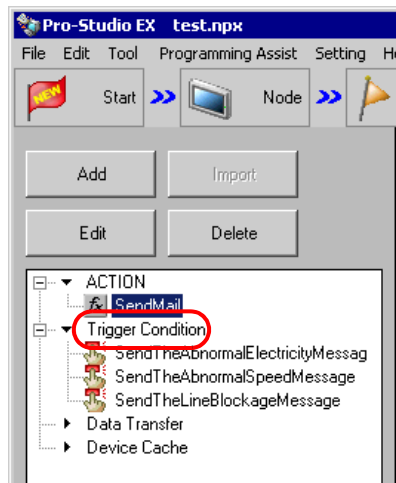 Pro-Studio EX test.npx
File Edit Tool Programming Assist Setting
NEW Start Node
Add Import
Edit Delete
ACTION
fx SendMail
Trigger Condition
SendTheAbnormalElectricityMessag
SendTheAbnormalSpeedMessage
SendTheLineBlockageMessage
Data Transfer
Device Cache